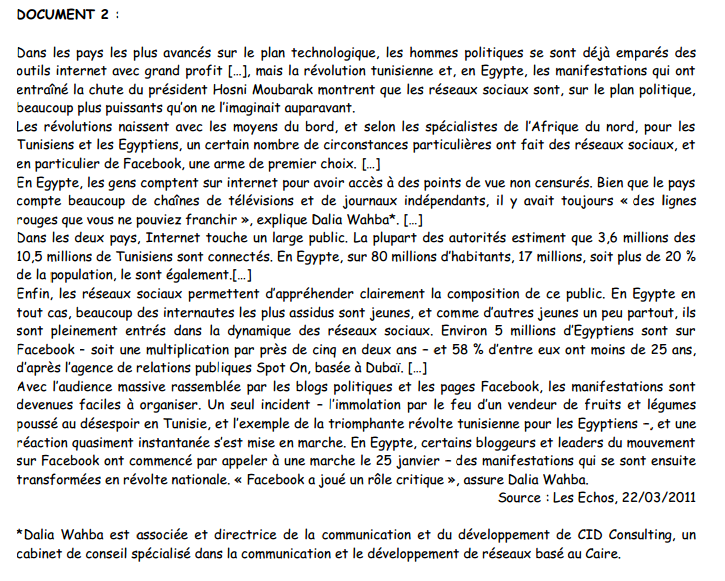 DOCUMENT 2 :
Dans les pays les plus avancés sur le plan technologique, les hommes politiques se sont déjà emparés des
outils internet avec grand profit […], mais la révolution tunisienne et, en Egypte, les manifestations qui ont
entraîné la chute du président Hosni Moubarak montrent que les réseaux sociaux sont, sur le plan politique,
beaucoup plus puissants qu'on ne l'imaginait auparavant.
Les révolutions naissent avec les moyens du bord, et selon les spécialistes de l'Afrique du nord, pour les
Tunisiens et les Egyptiens, un certain nombre de circonstances particulières ont fait des réseaux sociaux, et
en particulier de Facebook, une arme de premier choix. […]
En Egypte, les gens comptent sur internet pour avoir accès à des points de vue non censurés. Bien que le pays
compte beaucoup de chaînes de télévisions et de journaux indépendants, il y avait toujours « des lignes
rouges que vous ne pouviez franchir », explique Dalia Wahba*. […]
Dans les deux pays, Internet touche un large public. La plupart des autorités estiment que 3,6 millions des
10,5 millions de Tunisiens sont connectés. En Egypte, sur 80 millions d'habitants, 17 millions, soit plus de 20 %
de la population, le sont également.[…]
Enfin, les réseaux sociaux permettent d'appréhender clairement la composition de ce public. En Egypte en
tout cas, beaucoup des internautes les plus assidus sont jeunes, et comme d'autres jeunes un peu partout, ils
sont pleinement entrés dans la dynamique des réseaux sociaux. Environ 5 millions d'Egyptiens sont sur
Facebook - soit une multiplication par près de cinq en deux ans – et 58 % d'entre eux ont moins de 25 ans,
d'après l'agence de relations publiques Spot On, basée à Dubaï. […]
Avec l'audience massive rassemblée par les blogs politiques et les pages Facebook, les manifestations sont
devenues faciles à organiser. Un seul incident – l'immolation par le feu d'un vendeur de fruits et légumes
poussé au désespoir en Tunisie, et l'exemple de la triomphante révolte tunisienne pour les Egyptiens –, et une
réaction quasiment instantanée s'est mise en marche. En Egypte, certains bloggeurs et leaders du mouvement
sur Facebook ont commencé par appeler à une marche le 25 janvier – des manifestations qui se sont ensuite
transformées en révolte nationale. « Facebook a joué un rôle critique », assure Dalia Wahba.
Source : Les Echos, 22/03/2011
*Dalia Wahba est associée et directrice de la communication et du développement de CID Consulting, un
cabinet de conseil spécialisé dans la communication et le développement de réseaux basé au Caire.